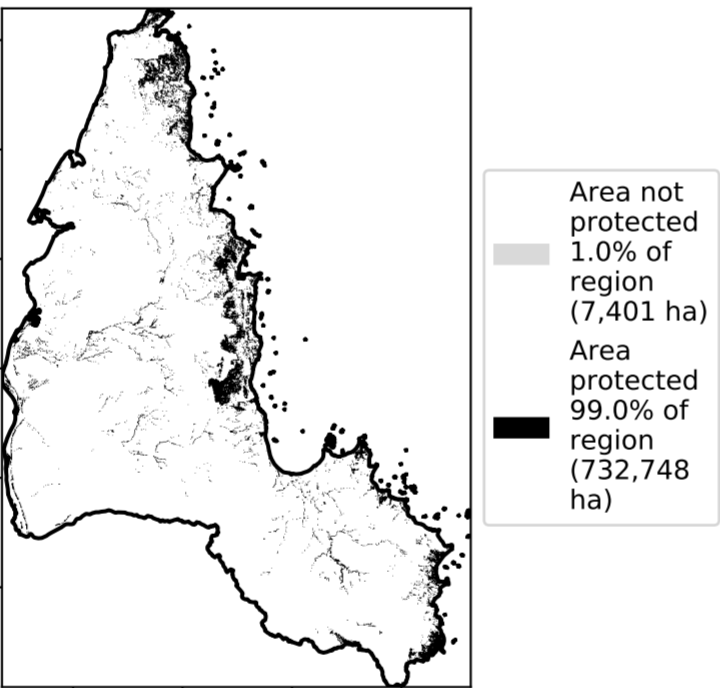 Area not
protected
1.0% of
region
(7,401 ha)
Area
protected
99.0% of
region
(732,748
ha)